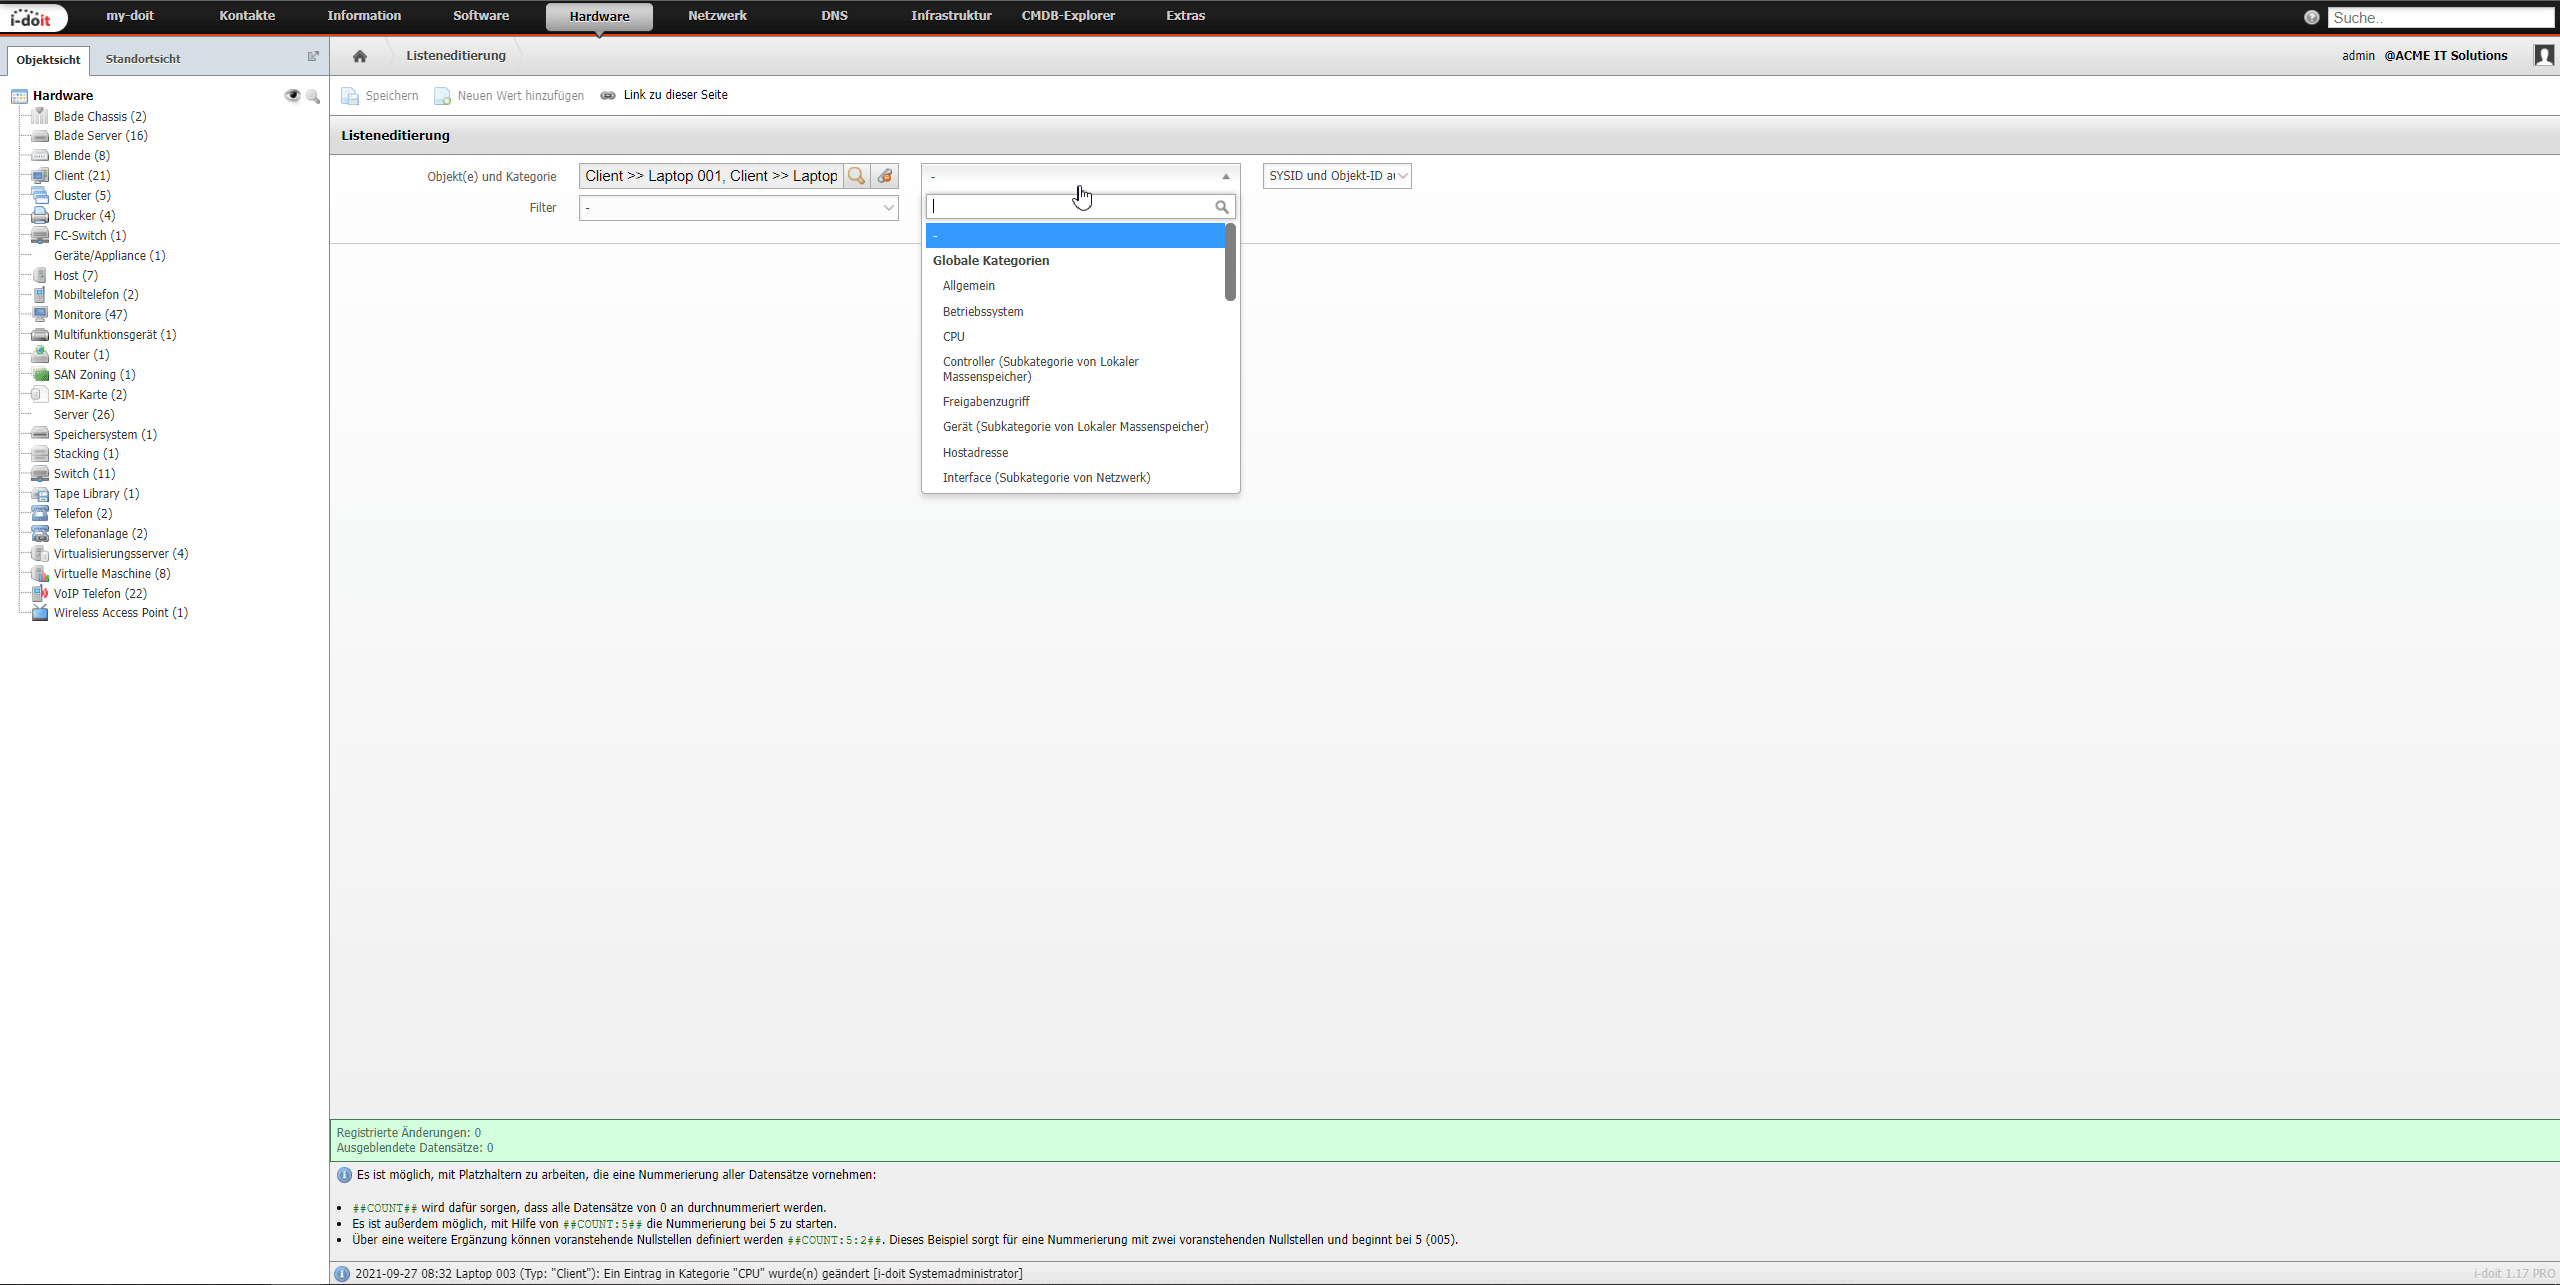 i-doit
my-doit
Kontakte
Information
Software
Hardware
Netzwerk
DNS
Infrastruktur
CMDB-Explorer
Extras
Suche..
Objektsicht
Standortsicht
Listeneditierung
admin @ACME IT Solutions
Hardware
Blade Chassis (2)
Blade Server (16)
Blende (8)
Client (21)
Cluster (5)
Drucker (4)
FC-Switch (1)
Geräte/Appliance (1)
Host (7)
Mobiltelefon (2)
Monitore (47)
Multifunktionsgerät (1)
Router (1)
SAN Zoning (1)
SIM-Karte (2)
Server (26)
Speichersystem (1)
Stacking (1)
Switch (11)
Tape Library (1)
Telefon (2)
Telefonanlage (2)
Virtualisierungsserver (4)
Virtuelle Maschine (8)
VoIP Telefon (22)
Wireless Access Point (1)
Speichern
Neuen Wert hinzufügen
Link zu dieser Seite
Listeneditierung
Objekt(e) und Kategorie
Client >> Laptop 001, Client >> Laptop
-
SYSID und Objekt-ID
Filter
-
-
Globale Kategorien
Allgemein
Betriebssystem
CPU
Controller (Subkategorie von Lokaler
Massenspeicher)
Freigabenzugriff
Gerät (Subkategorie von Lokaler Massenspeicher)
Hostadresse
Interface (Subkategorie von Netzwerk)
Registrierte Änderungen: 0
Ausgeblendete Datensätze: 0
Es ist möglich, mit Platzhaltern zu arbeiten, die eine Nummerierung aller Datensätze vornehmen:
• ##COUNT## wird dafür sorgen, dass alle Datensätze von 0 an durchnummeriert werden.
• Es ist außerdem möglich, mit Hilfe von ##COUNT:5## die Nummerierung bei 5 zu starten.
• Über eine weitere Ergänzung können voranstehende Nullstellen definiert werden ##COUNT:5:2##. Dieses Beispiel sorgt für eine Nummerierung mit zwei voranstehenden Nullstellen und beginnt bei 5 (005).
2021-09-27 08:32 Laptop 003 (Typ: "Client"): Ein Eintrag in Kategorie "CPU" wurde(n) geändert [i-doit Systemadministrator]
i-doit 1.17 PRO